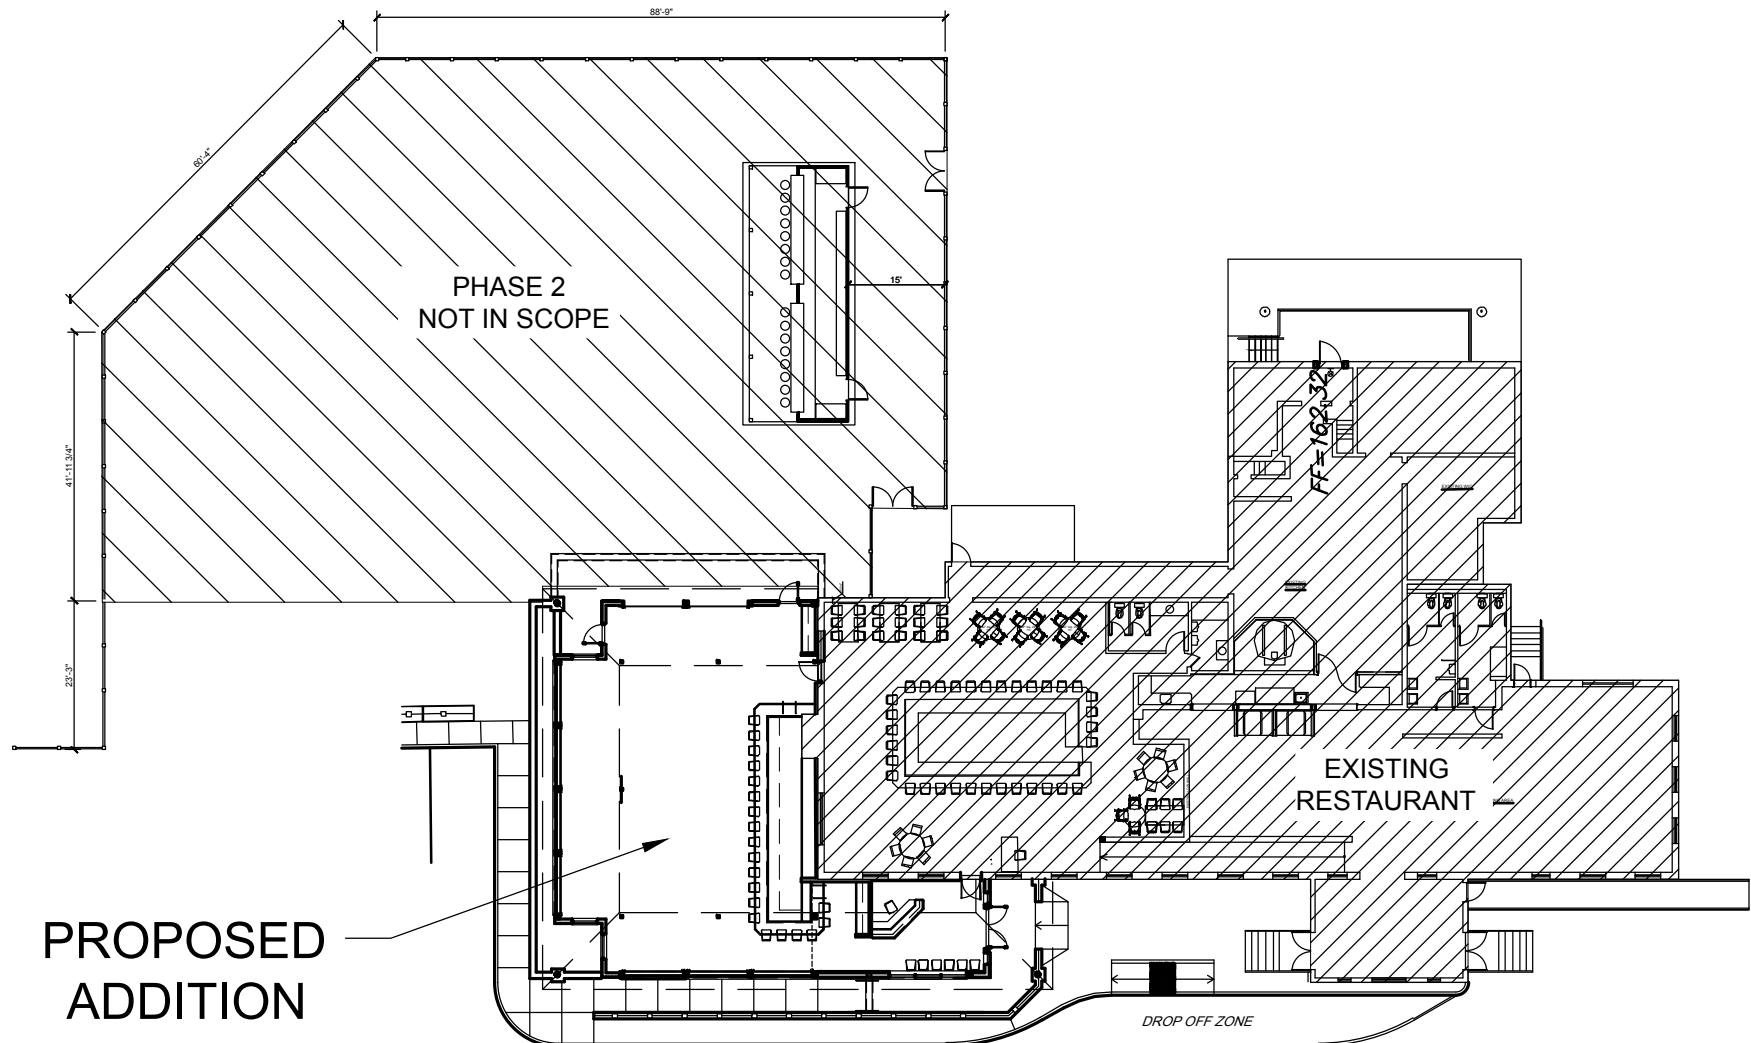 88'-9"
60'-4"
PHASE 2
NOT IN SCOPE
15'
FF=162.32
41'-11 3/4"
23'-3"
EXISTING
RESTAURANT
PROPOSED
ADDITION
DROP OFF ZONE